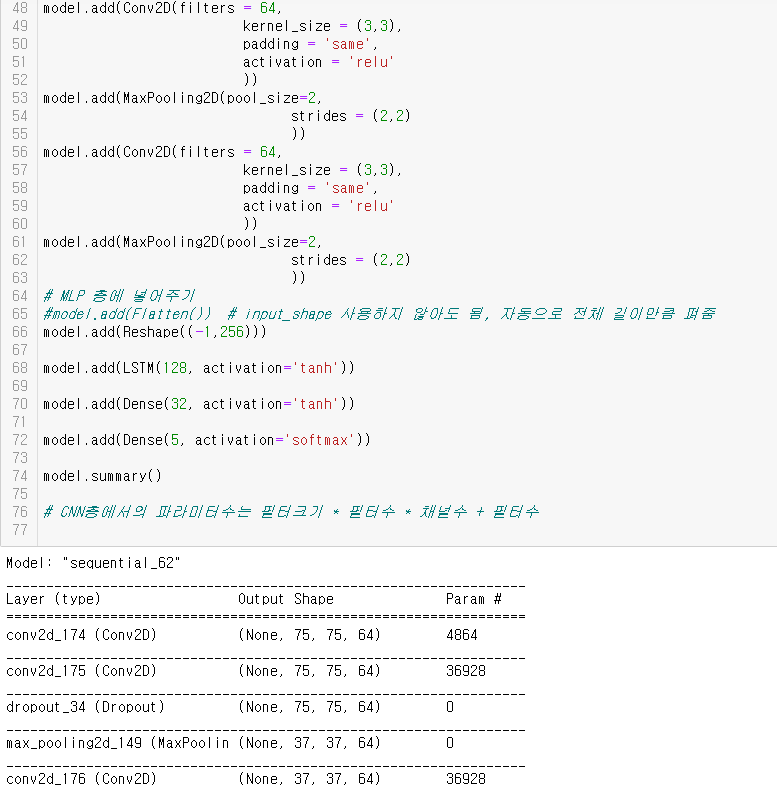 48 model.add(Conv2D(filters = 64,
49 kernel_size = (3,3),
50 padding = 'same',
51 activation = 'relu'
52 ))
53 model.add(MaxPooling2D(pool_size=2,
54 strides = (2,2)
55 ))
56 model.add(Conv2D(filters = 64,
57 kernel_size = (3,3),
58 padding = 'same',
59 activation = 'relu'
60 ))
61 model.add(MaxPooling2D(pool_size=2,
62 strides = (2,2)
63 ))
64 # MLP 층에 넣어주기
65 #model.add(Flatten()) # input_shape 사용하지 않아도 됨, 자동으로 전체 길이만큼 펴줌
66 model.add(Reshape((-1,256)))
67
68 model.add(LSTM(128, activation='tanh'))
69
70 model.add(Dense(32, activation='tanh'))
71
72 model.add(Dense(5, activation='softmax'))
73
74 model.summary()
75
76 # CNN층에서의 파라미터수는 필터크기 * 필터수 * 채널수 + 필터수
77
Model: "sequential_62"
Layer (type) Output Shape Param #
conv2d_174 (Conv2D) (None, 75, 75, 64) 4864
conv2d_175 (Conv2D) (None, 75, 75, 64) 36928
dropout_34 (Dropout) (None, 75, 75, 64) 0
max_pooling2d_149 (MaxPoolin (None, 37, 37, 64) 0
conv2d_176 (Conv2D) (None, 37, 37, 64) 36928